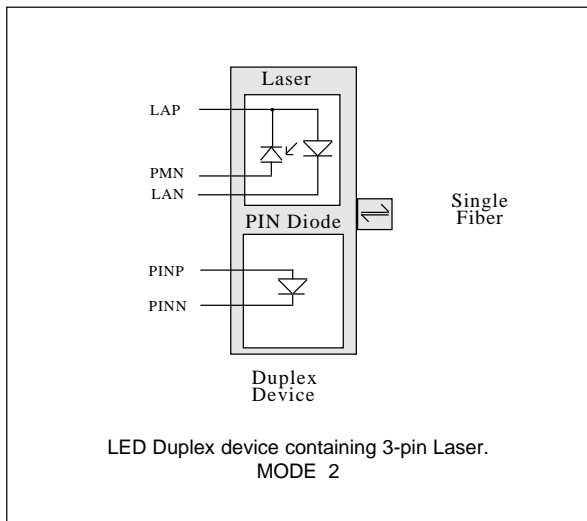 Laser
LAP
PMN
LAN
Single
Fiber
PIN Diode
PINP
PINN
Duplex
Device
LED Duplex device containing 3-pin Laser.
MODE 2